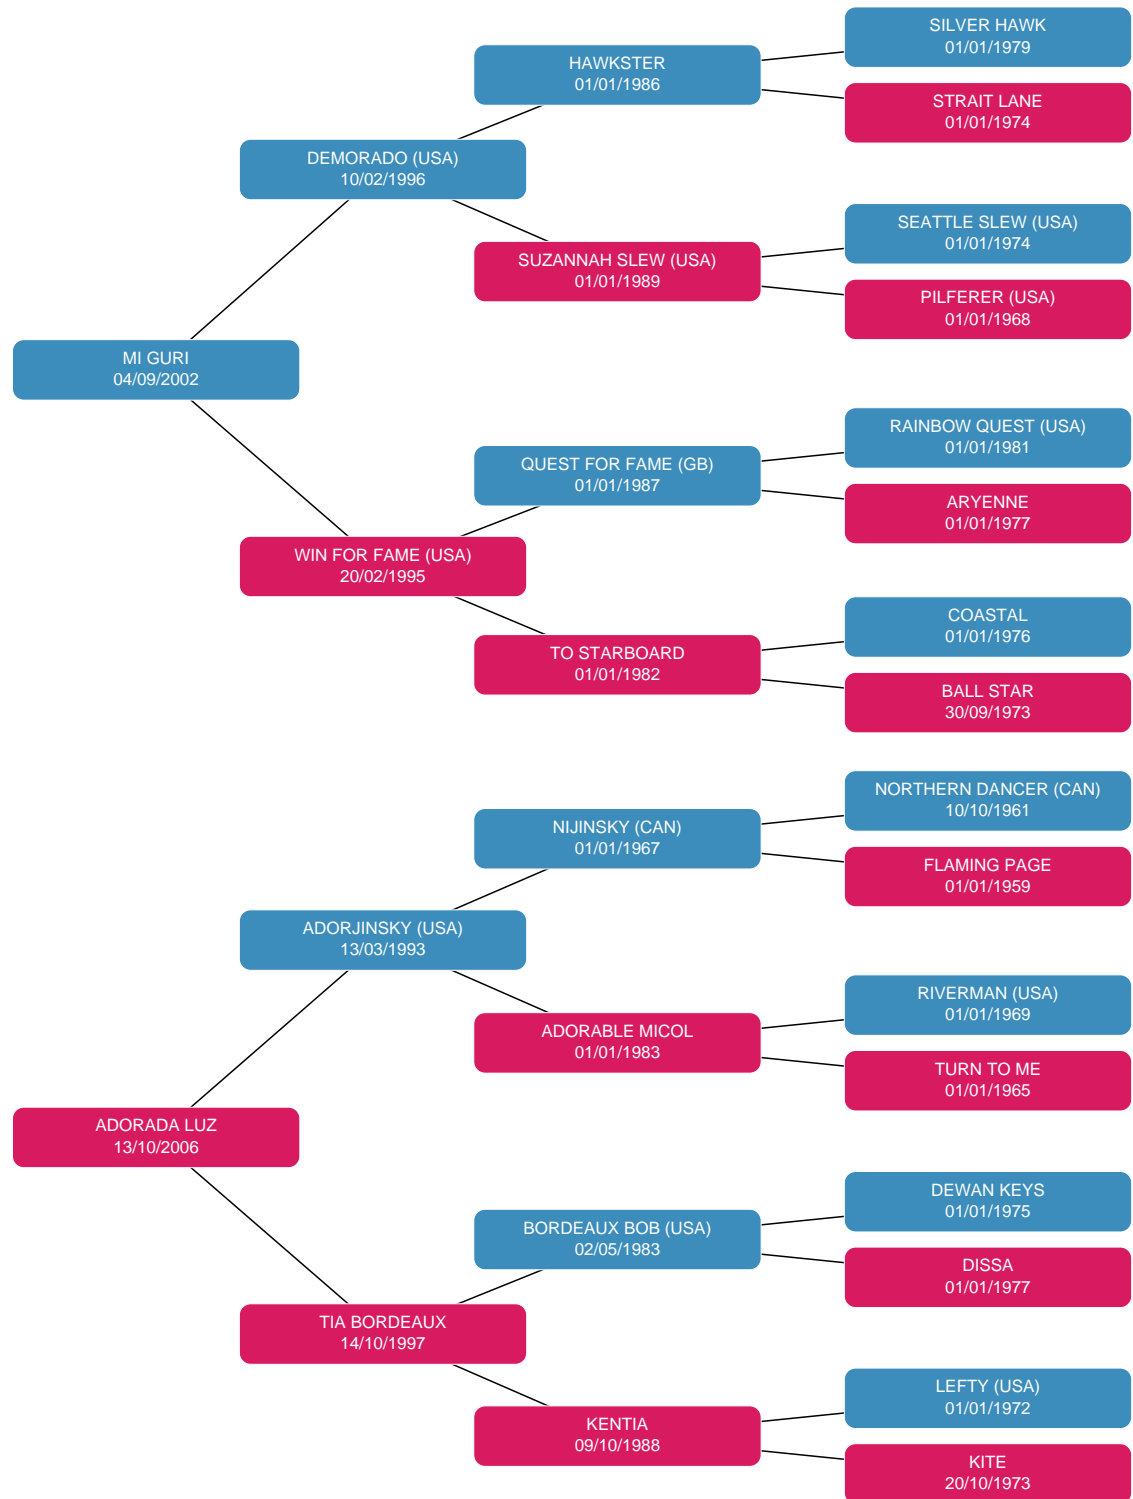 SILVER HAWK
01/01/1979
HAWKSTER
01/01/1986
STRAIT LANE
01/01/1974
DEMORADO (USA)
10/02/1996
SEATTLE SLEW (USA)
01/01/1974
SUZANNAH SLEW (USA)
01/01/1989
PILFERER (USA)
01/01/1968
MI GURI
04/09/2002
RAINBOW QUEST (USA)
01/01/1981
QUEST FOR FAME (GB)
01/01/1987
ARYENNE
01/01/1977
WIN FOR FAME (USA)
20/02/1995
COASTAL
01/01/1976
TO STARBOARD
01/01/1982
BALL STAR
30/09/1973
NORTHERN DANCER (CAN)
10/10/1961
NIJINSKY (CAN)
01/01/1967
FLAMING PAGE
01/01/1959
ADORJINSKY (USA)
13/03/1993
RIVERMAN (USA)
01/01/1969
ADORABLE MICOL
01/01/1983
TURN TO ME
01/01/1965
ADORADA LUZ
13/10/2006
DEWAN KEYS
01/01/1975
BORDEAUX BOB (USA)
02/05/1983
DISSA
01/01/1977
TIA BORDEAUX
14/10/1997
LEFTY (USA)
01/01/1972
KENTIA
09/10/1988
KITE
20/10/1973